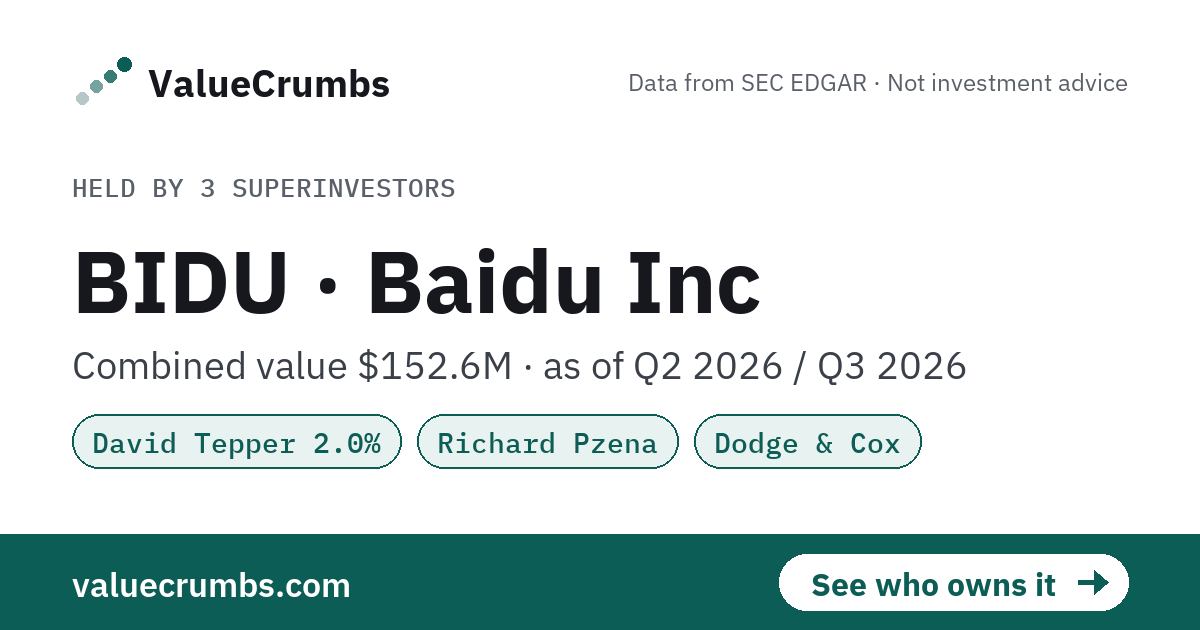 ValueCrumbs
Data from SEC EDGAR · Not investment advice
HELD BY 3 SUPERINVESTORS
BIDU · Baidu Inc
Combined value $152.6M · as of Q2 2026 / Q3 2026
David Tepper 2.0% Richard Pzena Dodge & Cox
valuecrumbs.com
See who owns it →